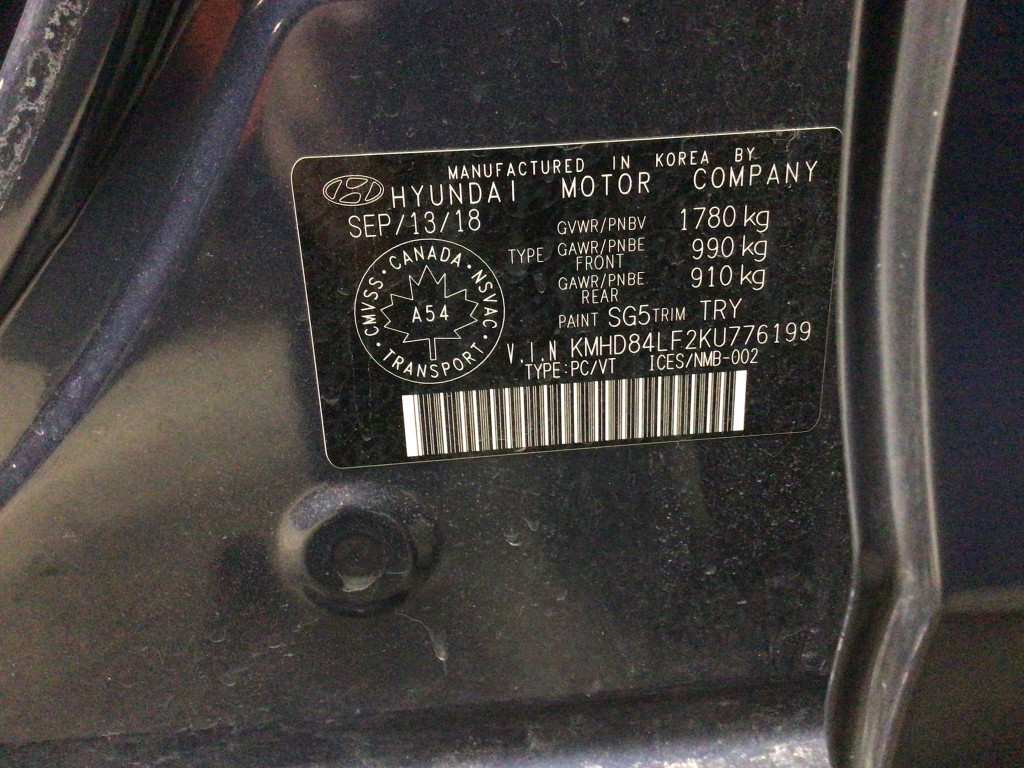 MANUFACTURED IN KOREA BY
HYUNDAI MOTOR COMPANY
SEP/13/18
GVWR/PNBV 1780 kg
TYPE GAWR/PNBE FRONT 990 kg
GAWR/PNBE REAR 910 kg
PAINT SG5 TRIM TRY
CMVSS · CANADA · NSVAC · TRANSPORT ·
A54
V.I.N KMHD84LF2KU776199
TYPE:PC/VT ICES/NMB-002